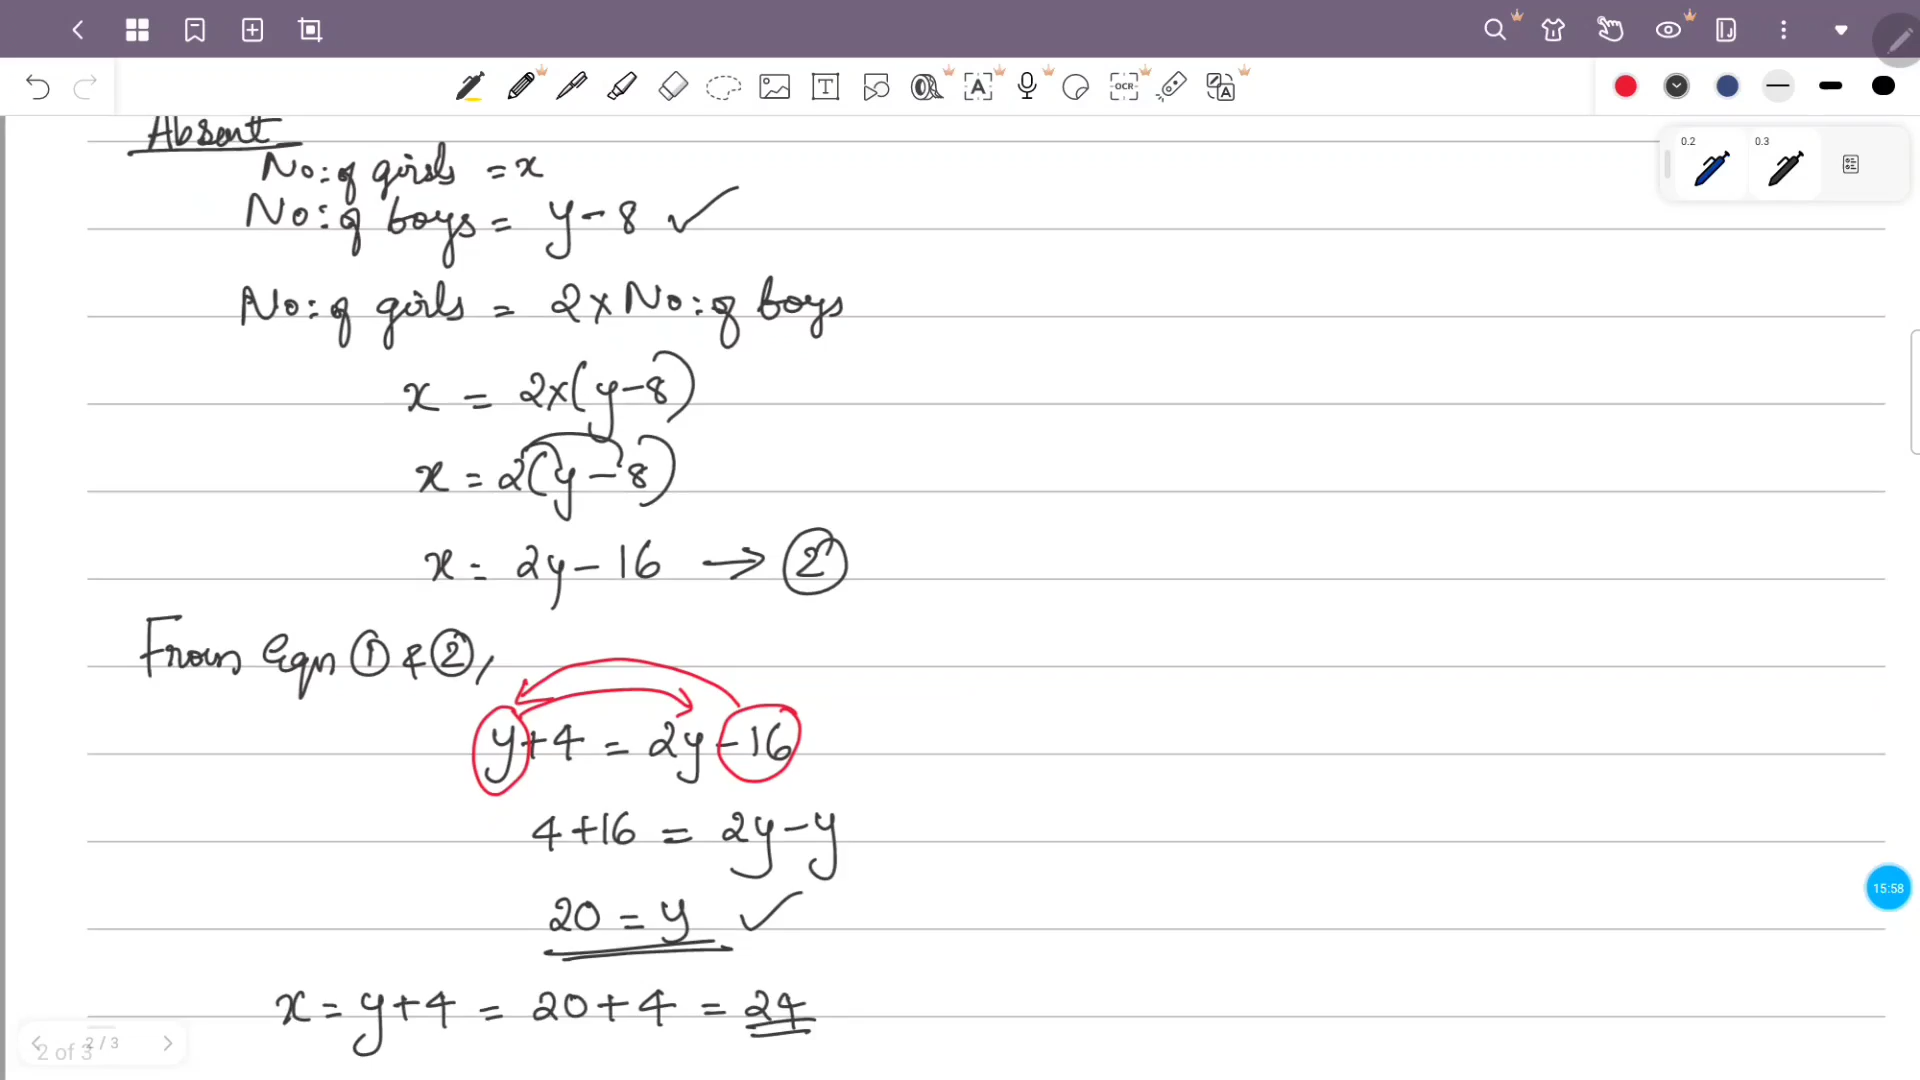 0.2
0.3
Absent
No: of girls = x
No: of boys = y - 8 ✓
No: of girls = 2 x No: of boys
x = 2x(y-8)
x = 2(y-8)
x = 2y - 16 → ②
From Eqn ① & ②,
y+4 = 2y-16
4+16 = 2y-y
15:58
20 = y ✓
x = y+4 = 20+4 = 24
2 of 3
2 / 3
OCR
T
A
A